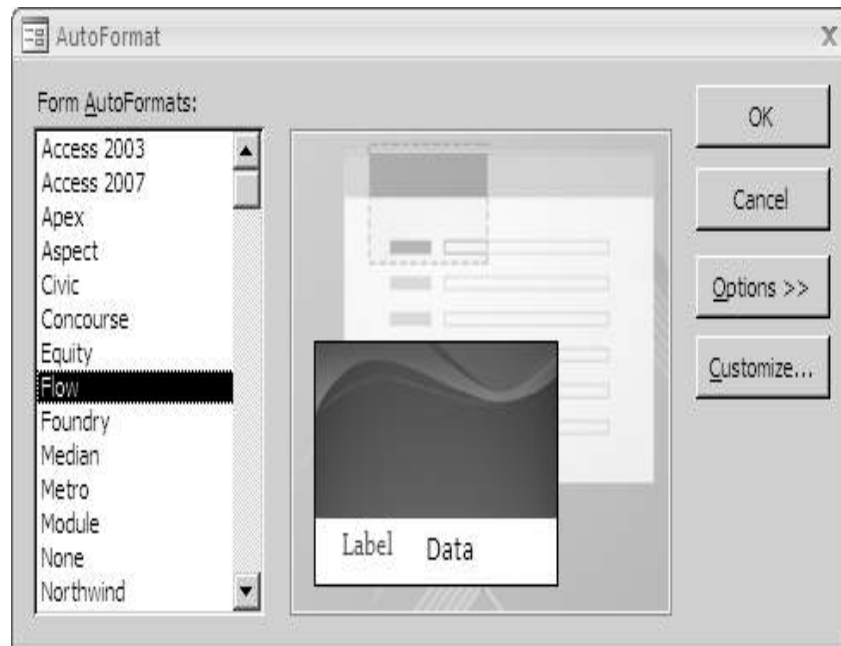 AutoFormat
X
Form AutoFormats:
Access 2003
Access 2007
Apex
Aspect
Civic
Concourse
Equity
Flow
Foundry
Median
Metro
Module
None
Northwind
Label Data
OK
Cancel
Options >>
Customize...